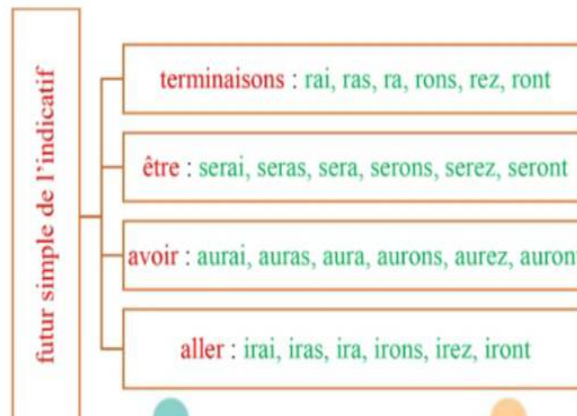 futur simple de l'indicatif
terminaisons : rai, ras, ra, rons, rez, ront
être : serai, seras, sera, serons, serez, seront
avoir : aurai, auras, aura, aurons, aurez, auront
aller : irai, iras, ira, irons, irez, iront